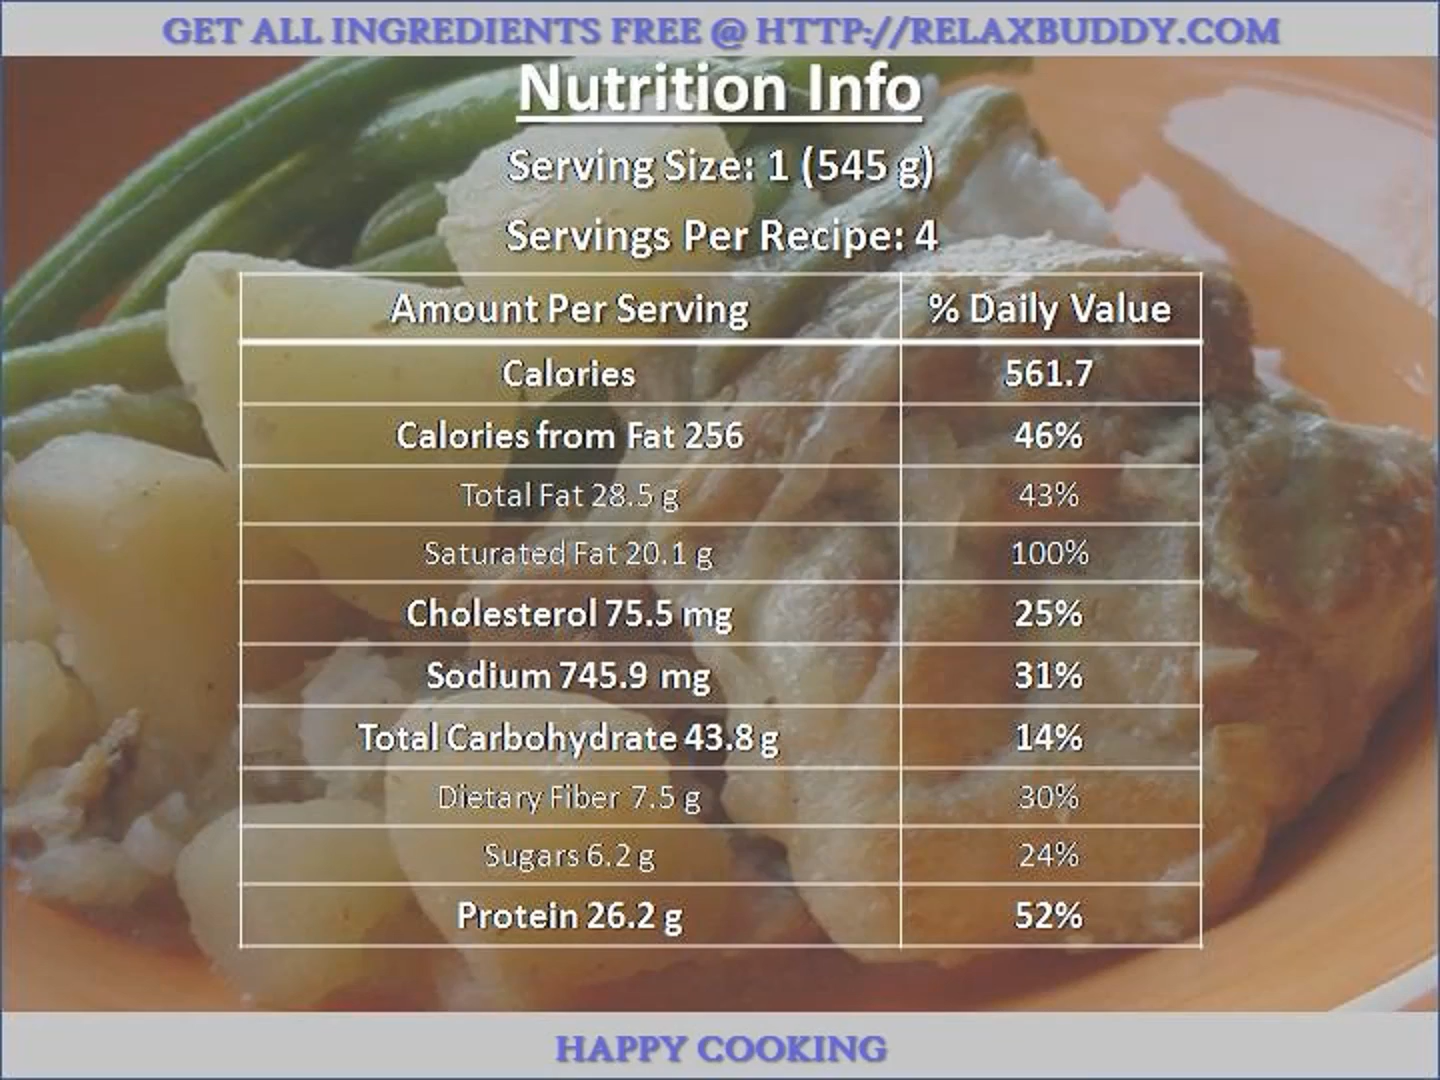 GET ALL INGREDIENTS FREE @ HTTP://RELAXBUDDY.COM
Nutrition Info
Serving Size: 1 (545 g)
Servings Per Recipe: 4
Amount Per Serving % Daily Value
Calories 561.7
Calories from Fat 256 46%
Total Fat 28.5 g 43%
Saturated Fat 20.1 g 100%
Cholesterol 75.5 mg 25%
Sodium 745.9 mg 31%
Total Carbohydrate 43.8 g 14%
Dietary Fiber 7.5 g 30%
Sugars 6.2 g 24%
Protein 26.2 g 52%
HAPPY COOKING